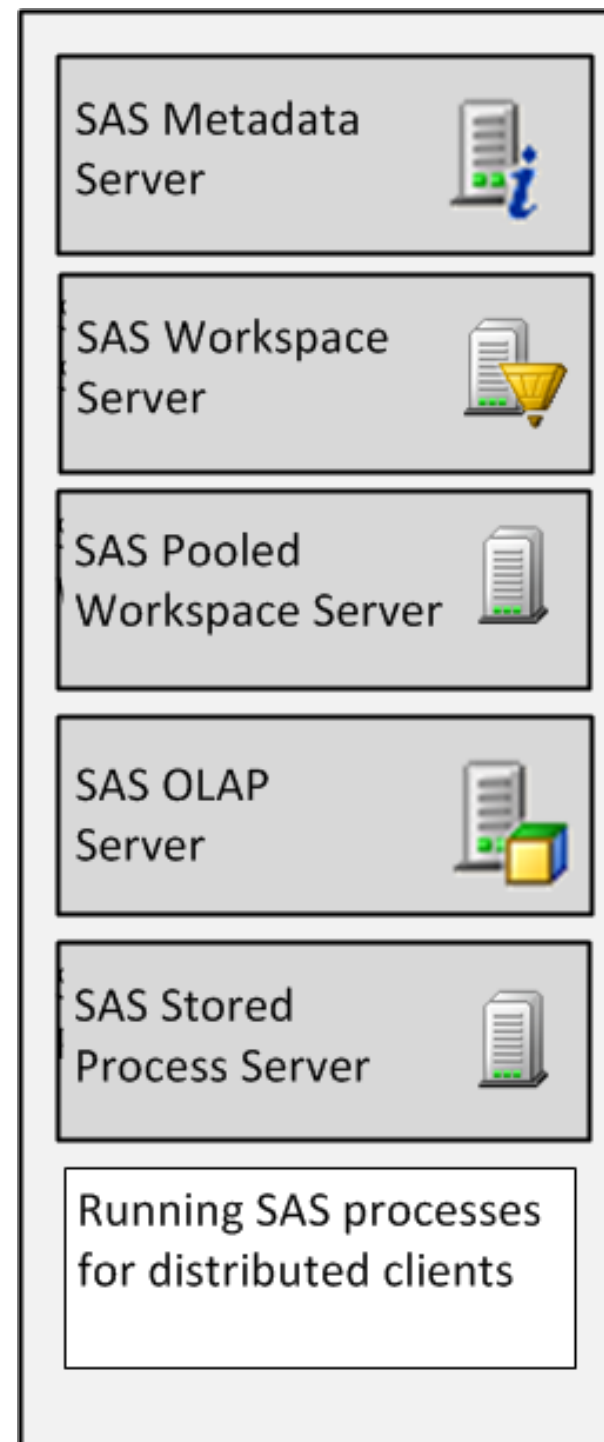 SAS Metadata
Server
SAS Workspace
Server
SAS Pooled
Workspace Server
SAS OLAP
Server
SAS Stored
Process Server
Running SAS processes
for distributed clients